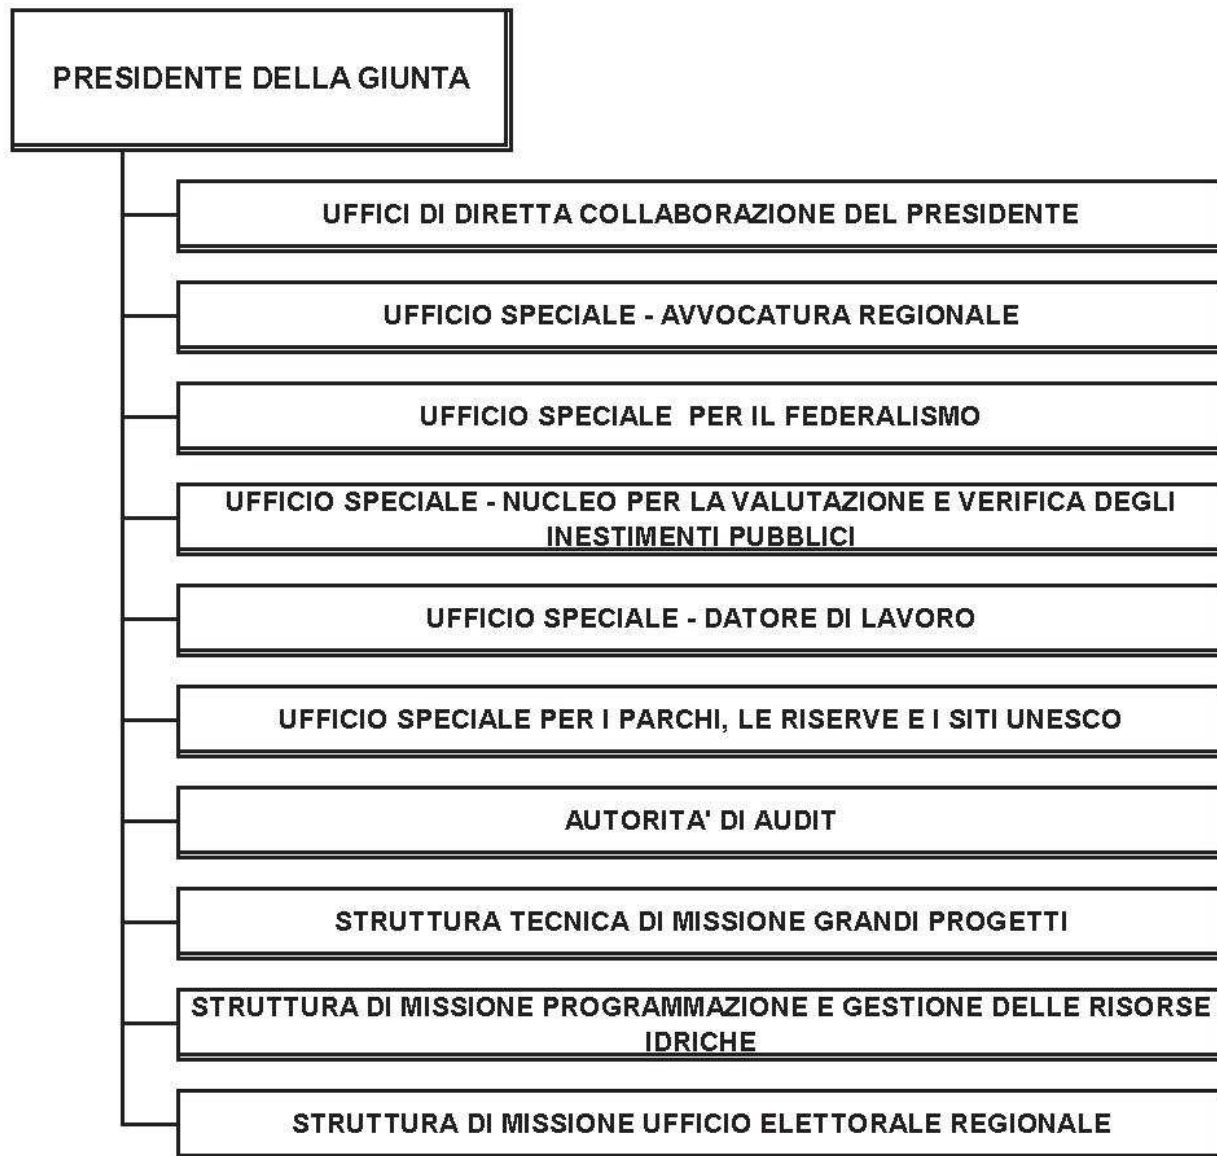 PRESIDENTE DELLA GIUNTA
UFFICI DI DIRETTA COLLABORAZIONE DEL PRESIDENTE
UFFICIO SPECIALE - AVVOCATURA REGIONALE
UFFICIO SPECIALE PER IL FEDERALISMO
UFFICIO SPECIALE - NUCLEO PER LA VALUTAZIONE E VERIFICA DEGLI
INESTIMENTI PUBBLICI
UFFICIO SPECIALE - DATORE DI LAVORO
UFFICIO SPECIALE PER I PARCHI, LE RISERVE E I SITI UNESCO
AUTORITA' DI AUDIT
STRUTTURA TECNICA DI MISSIONE GRANDI PROGETTI
STRUTTURA DI MISSIONE PROGRAMMAZIONE E GESTIONE DELLE RISORSE
IDRICHE
STRUTTURA DI MISSIONE UFFICIO ELETTORALE REGIONALE